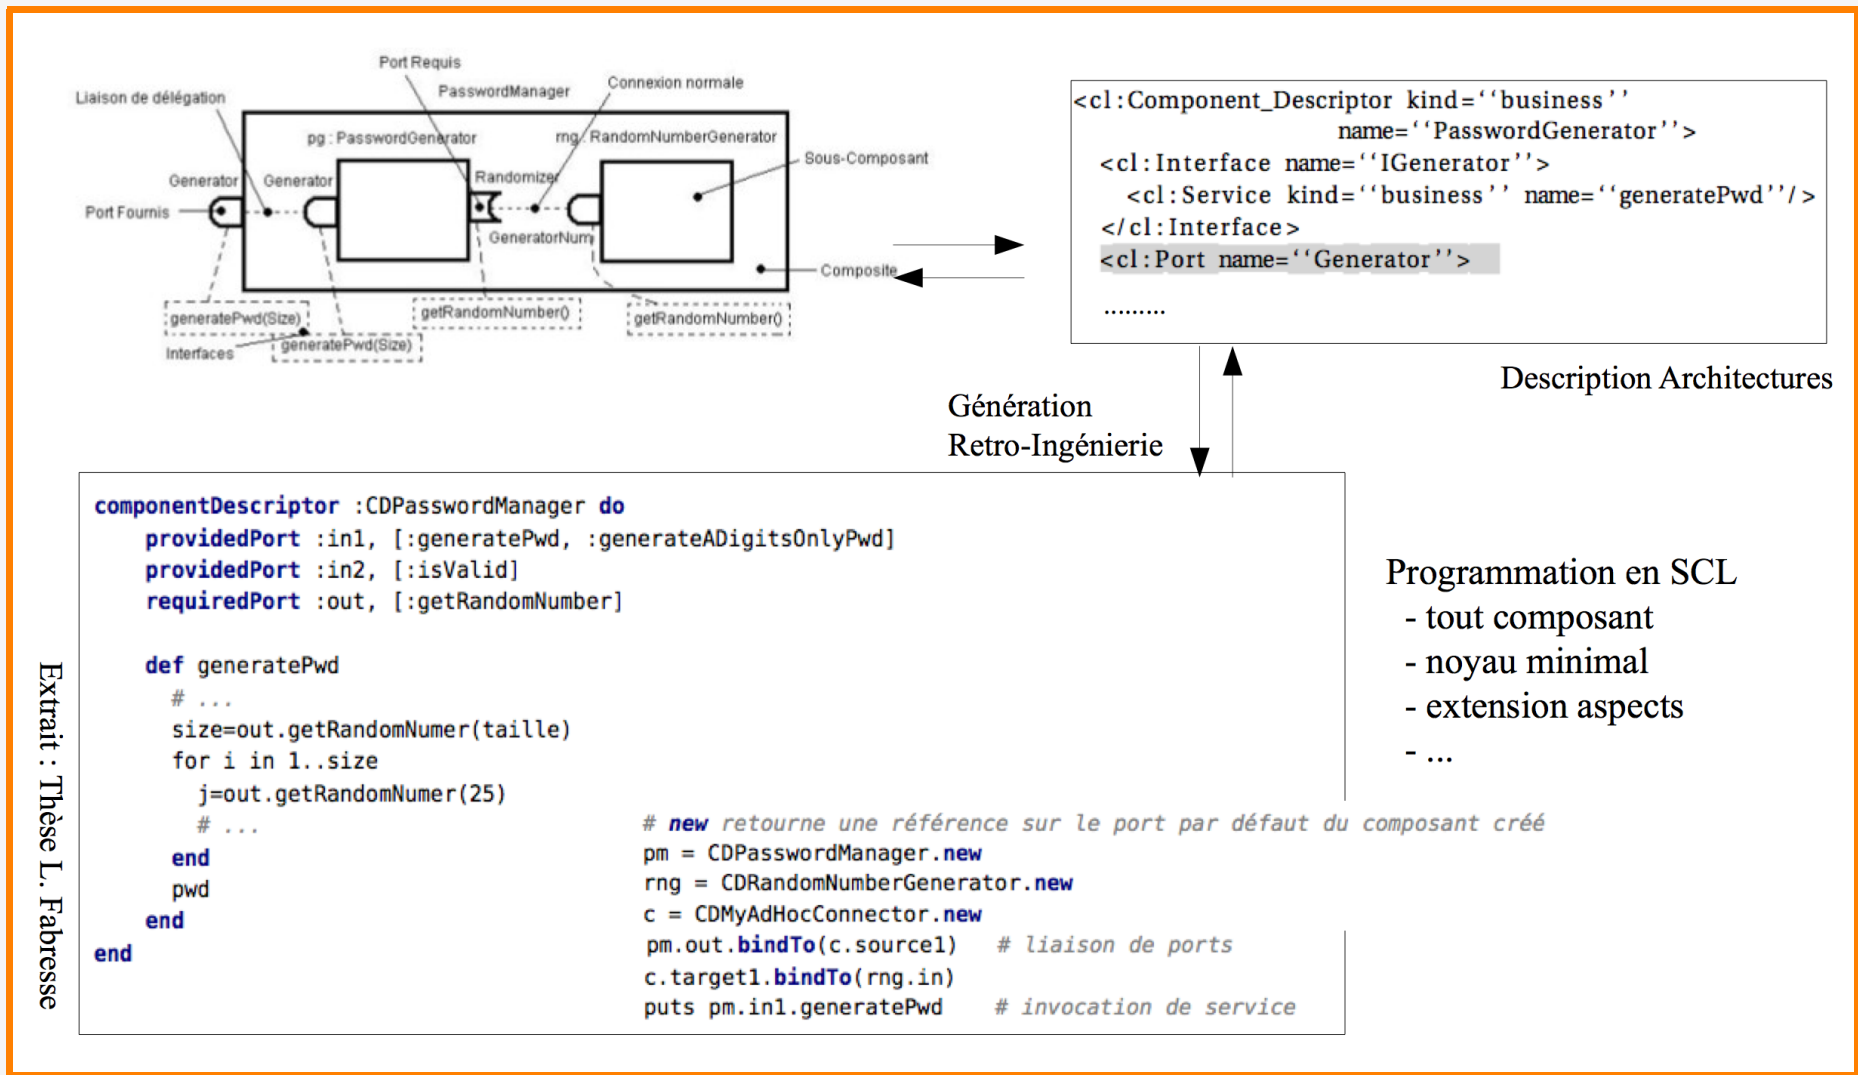 Port Requis
Liaison de délégation
PasswordManager
Connexion normale
pg : PasswordGenerator
rng : RandomNumberGenerator
Sous-Composant
Generator
Generator
Randomizer
Port Fournis
GeneratorNum
Composite
generatePwd(Size)
getRandomNumber()
getRandomNumber()
Interfaces
generatePwd(Size)
<cl:Component_Descriptor kind=‘‘business’’
name=‘‘PasswordGenerator’’>
<cl:Interface name=‘‘IGenerator’’>
<cl:Service kind=‘‘business’’ name=‘‘generatePwd’’/>
</cl:Interface>
<cl:Port name=‘‘Generator’’>
.........
Description Architectures
Génération
Retro-Ingénierie
componentDescriptor :CDPasswordManager do
providedPort :in1, [:generatePwd, :generateADigitsOnlyPwd]
providedPort :in2, [:isValid]
requiredPort :out, [:getRandomNumber]
def generatePwd
# ...
size=out.getRandomNumer(taille)
for i in 1..size
j=out.getRandomNumer(25)
# ...
end
pwd
end
end
# new retourne une référence sur le port par défaut du composant créé
pm = CDPasswordManager.new
rng = CDRandomNumberGenerator.new
c = CDMyAdHocConnector.new
pm.out.bindTo(c.source1) # liaison de ports
c.target1.bindTo(rng.in)
puts pm.in1.generatePwd # invocation de service
Programmation en SCL
- tout composant
- noyau minimal
- extension aspects
- ...
Extrait : Thèse L. Fabresse